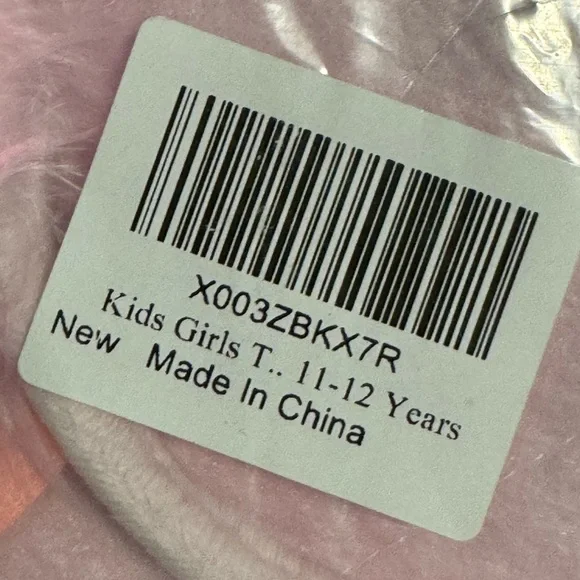 X003ZBKX7R
Kids Girls T.. 11-12 Years
New Made In China